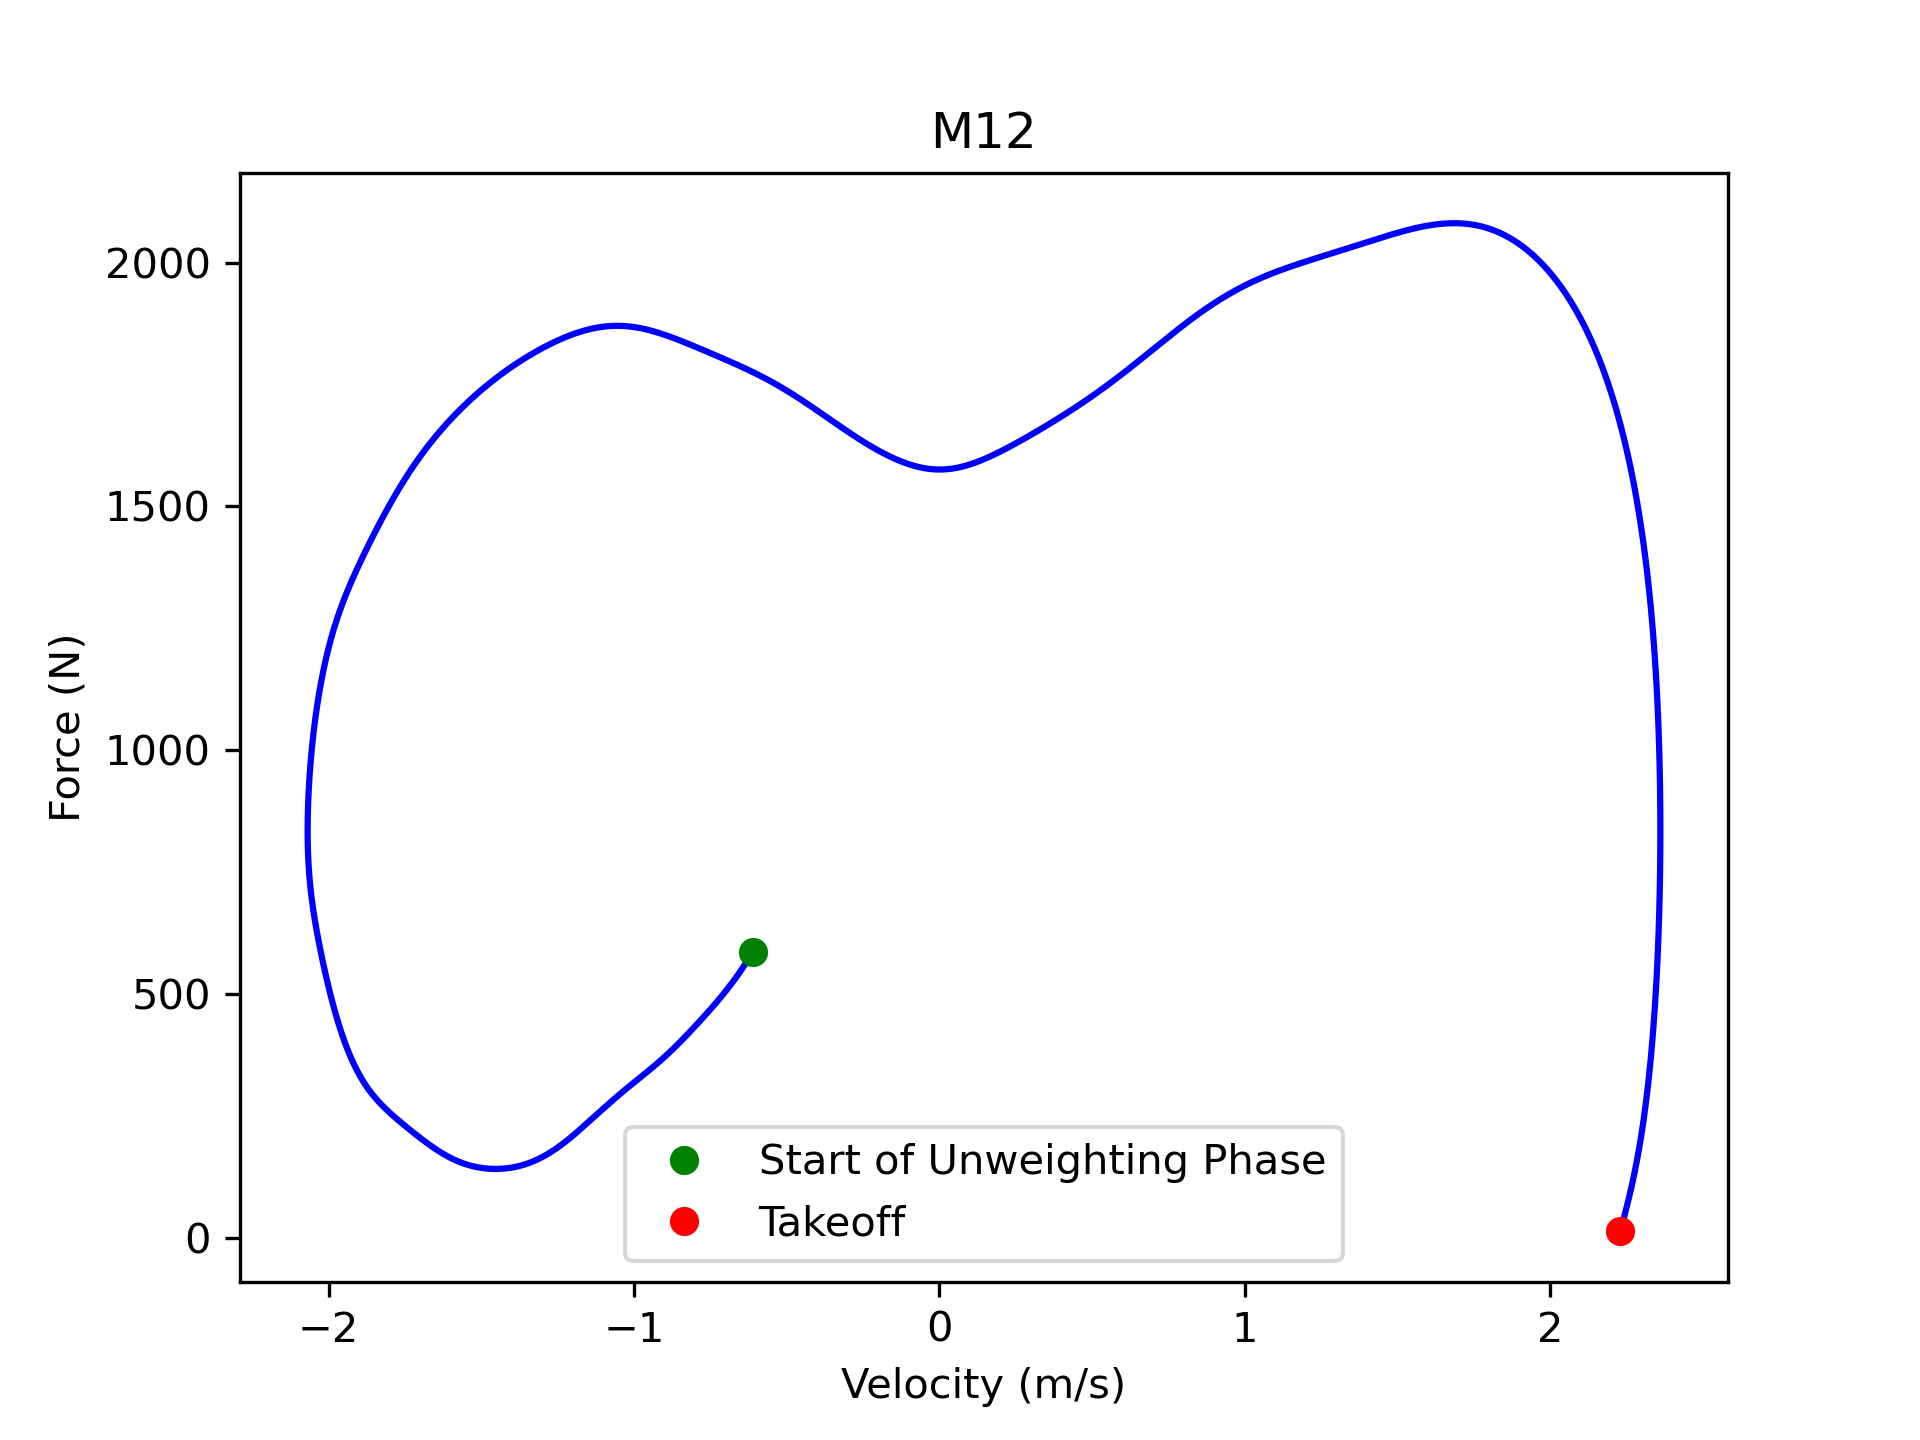 M12
2000
1500
1000
500
0
Force (N)
−2 −1 0 1 2
Velocity (m/s)
Start of Unweighting Phase
Takeoff